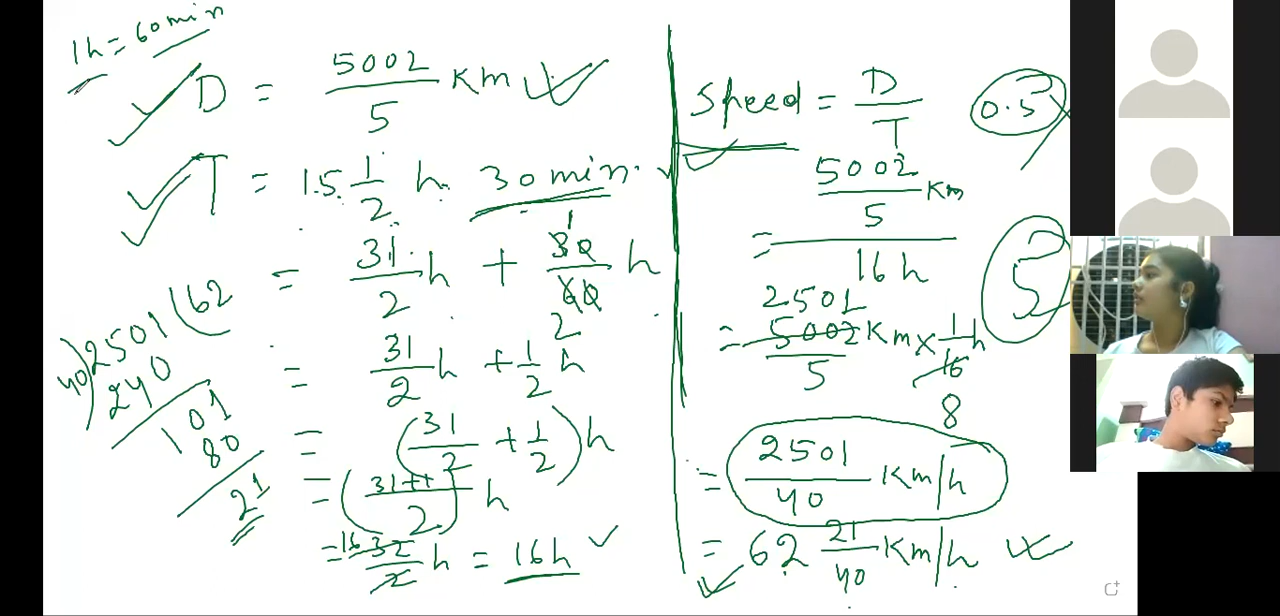 1h = 60 min
D = 5002/5 Km
T = 15 1/2 h 30 min.
= 31/2 h + 30/60 h
1
2
= 31/2 h + 1/2 h
= (31/2 + 1/2) h
= (31+1/2) h
= 32/2 h = 16h
16
40)2501(62
240
101
80
21
Speed = D/T
0.5
= 5002/5 Km / 16h
5
= 5002/5 Km × 1/16 h
2501
8
= 2501/40 Km/h
= 62 21/40 Km/h